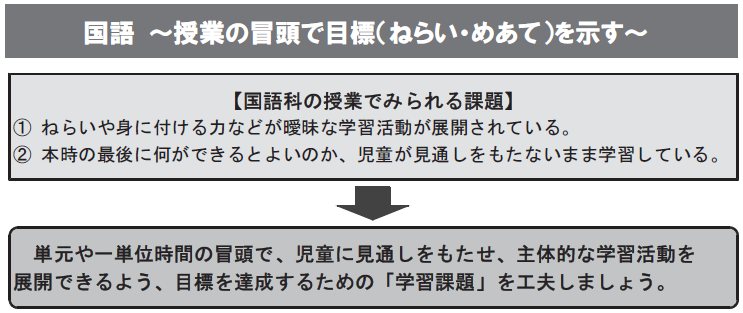 国語 ~授業の冒頭で目標(ねらい・めあて)を示す~
【国語科の授業でみられる課題】
① ねらいや身に付ける力などが曖昧な学習活動が展開されている。
② 本時の最後に何ができるとよいのか、児童が見通しをもたないまま学習している。
単元や一単位時間の冒頭で、児童に見通しをもたせ、主体的な学習活動を
展開できるよう、目標を達成するための「学習課題」を工夫しましょう。